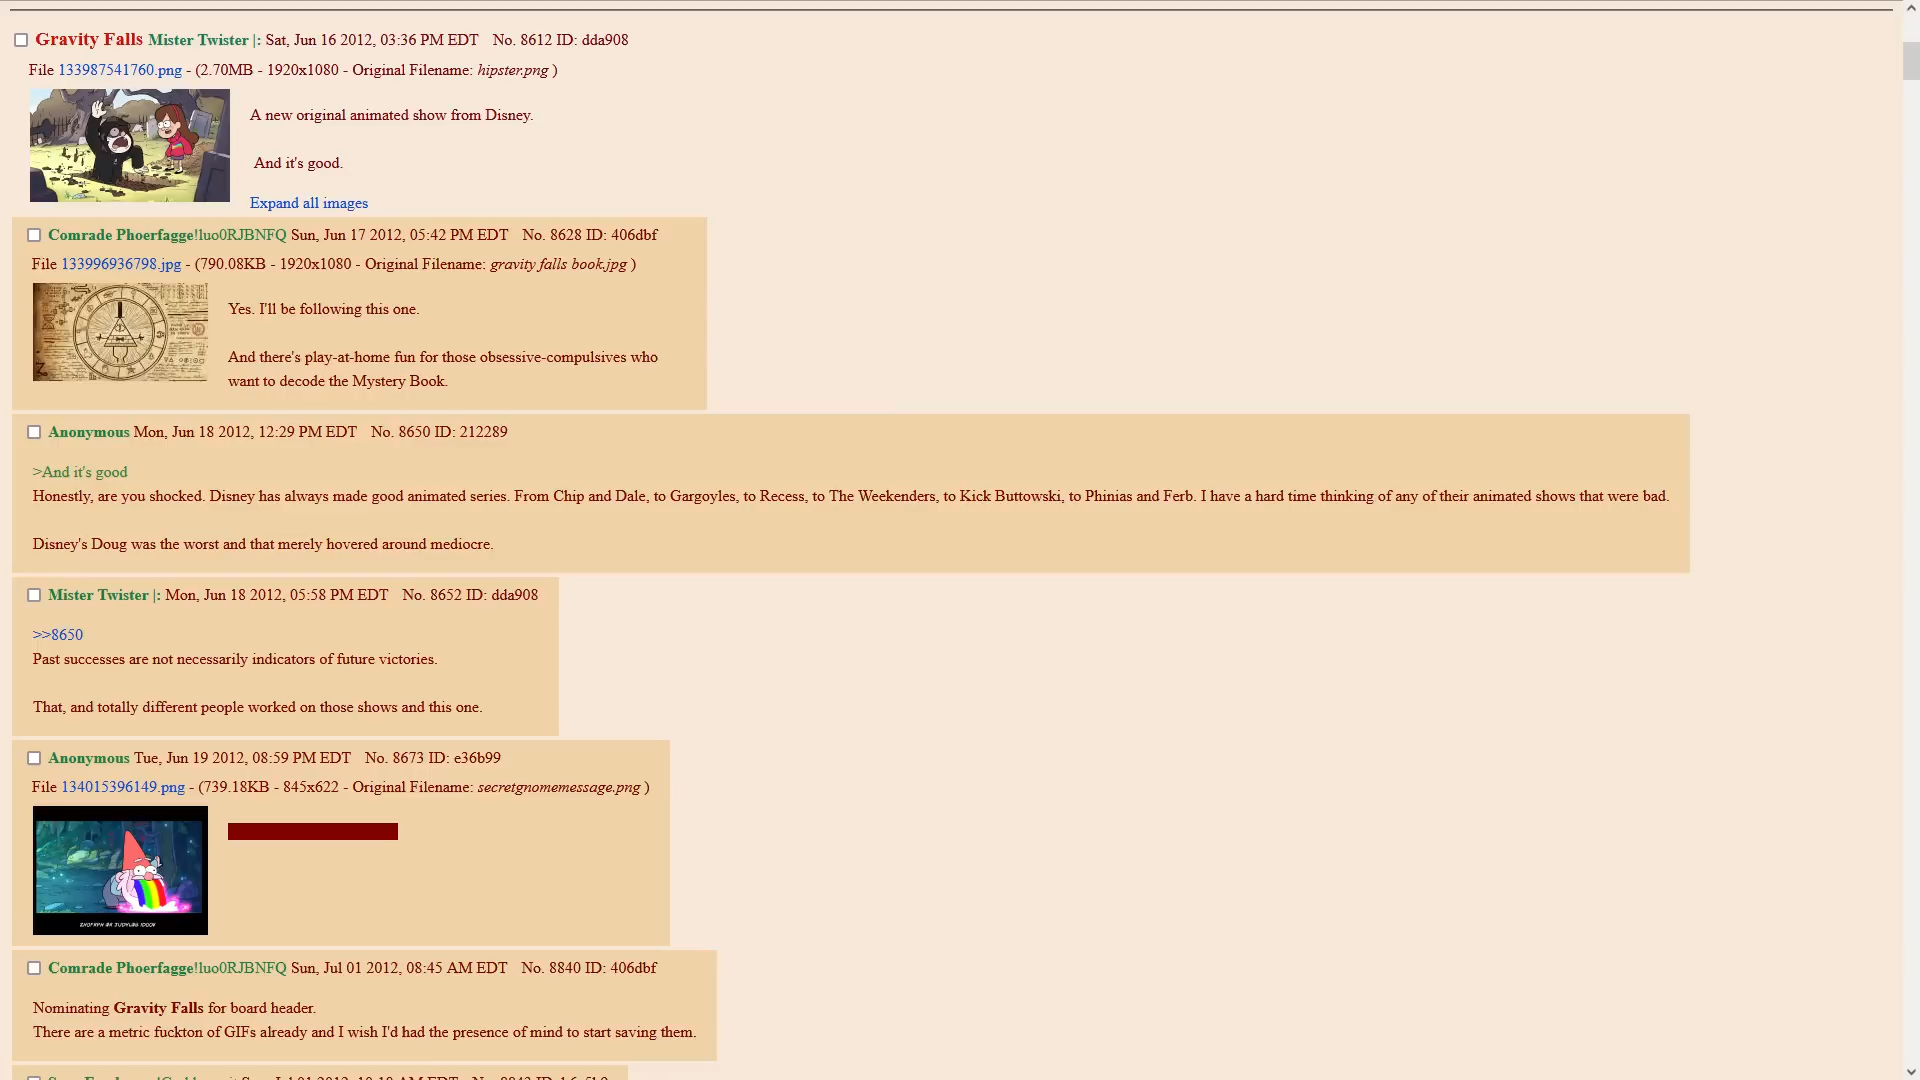 Gravity Falls Mister Twister |: Sat, Jun 16 2012, 03:36 PM EDT No. 8612 ID: dda908
File 133987541760.png - (2.70MB - 1920x1080 - Original Filename: hipster.png )
A new original animated show from Disney.
And it's good.
Expand all images
Comrade Phoerfagge!luo0RJBNFQ Sun, Jun 17 2012, 05:42 PM EDT No. 8628 ID: 406dbf
File 133996936798.jpg - (790.08KB - 1920x1080 - Original Filename: gravity falls book.jpg )
Yes. I'll be following this one.
And there's play-at-home fun for those obsessive-compulsives who
want to decode the Mystery Book.
Anonymous Mon, Jun 18 2012, 12:29 PM EDT No. 8650 ID: 212289
>And it's good
Honestly, are you shocked. Disney has always made good animated series. From Chip and Dale, to Gargoyles, to Recess, to The Weekenders, to Kick Buttowski, to Phinias and Ferb. I have a hard time thinking of any of their animated shows that were bad.
Disney's Doug was the worst and that merely hovered around mediocre.
Mister Twister |: Mon, Jun 18 2012, 05:58 PM EDT No. 8652 ID: dda908
>>8650
Past successes are not necessarily indicators of future victories.
That, and totally different people worked on those shows and this one.
Anonymous Tue, Jun 19 2012, 08:59 PM EDT No. 8673 ID: e36b99
File 134015396149.png - (739.18KB - 845x622 - Original Filename: secretgnomemessage.png )
Comrade Phoerfagge!luo0RJBNFQ Sun, Jul 01 2012, 08:45 AM EDT No. 8840 ID: 406dbf
Nominating Gravity Falls for board header.
There are a metric fuckton of GIFs already and I wish I'd had the presence of mind to start saving them.